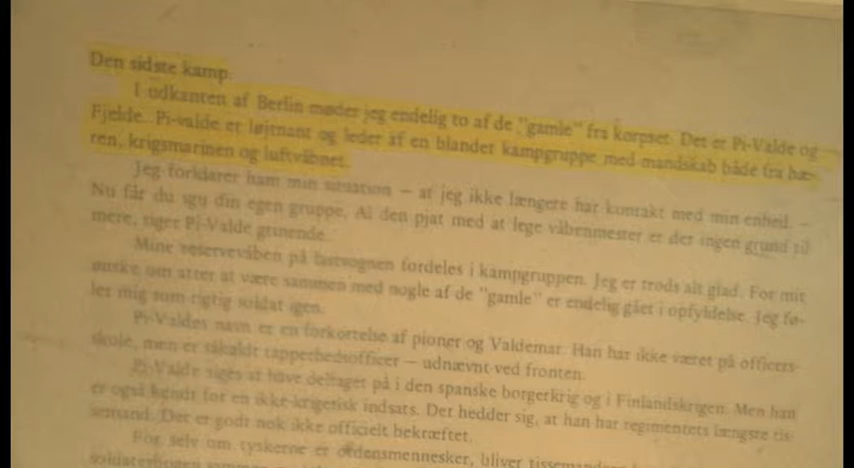 Den sidste kamp.
I udkanten af Berlin møder jeg endelig to af de "gamle" fra korpset. Det er Pi-Valde og
Fjelde. Pi-valde er løjtnant og leder af en blandet kampgruppe med mandskab både fra hæ-
ren, krigsmarinen og luftvåbnet.
Jeg forklarer ham min situation – at jeg ikke længere har kontakt med min enhed. –
Nu får du sgu din egen gruppe. Al den pjat med at lege våbenmester er der ingen grund til
mere, siger Pi-Valde grinende.
Mine reservevåben på lastvognen fordeles i kampgruppen. Jeg er trods alt glad. For mit
ønske om atter at være sammen med nogle af de "gamle" er endelig gået i opfyldelse. Jeg fø-
ler mig som rigtig soldat igen.
Pi-Valdes navn er en forkortelse af pioner og Valdemar. Han har ikke været på officers-
skole, men er såkaldt tapperhedsofficer – udnævnt ved fronten.
Pi-Valde siges at have deltaget på i den spanske borgerkrig og i Finlandskrigen. Men han
er også kendt for en ikke-krigerisk indsats. Det hedder sig, at han har regimentets længste tis-
semand. Det er godt nok ikke officielt bekræftet.
For selv om tyskerne er ordensmennesker, bliver